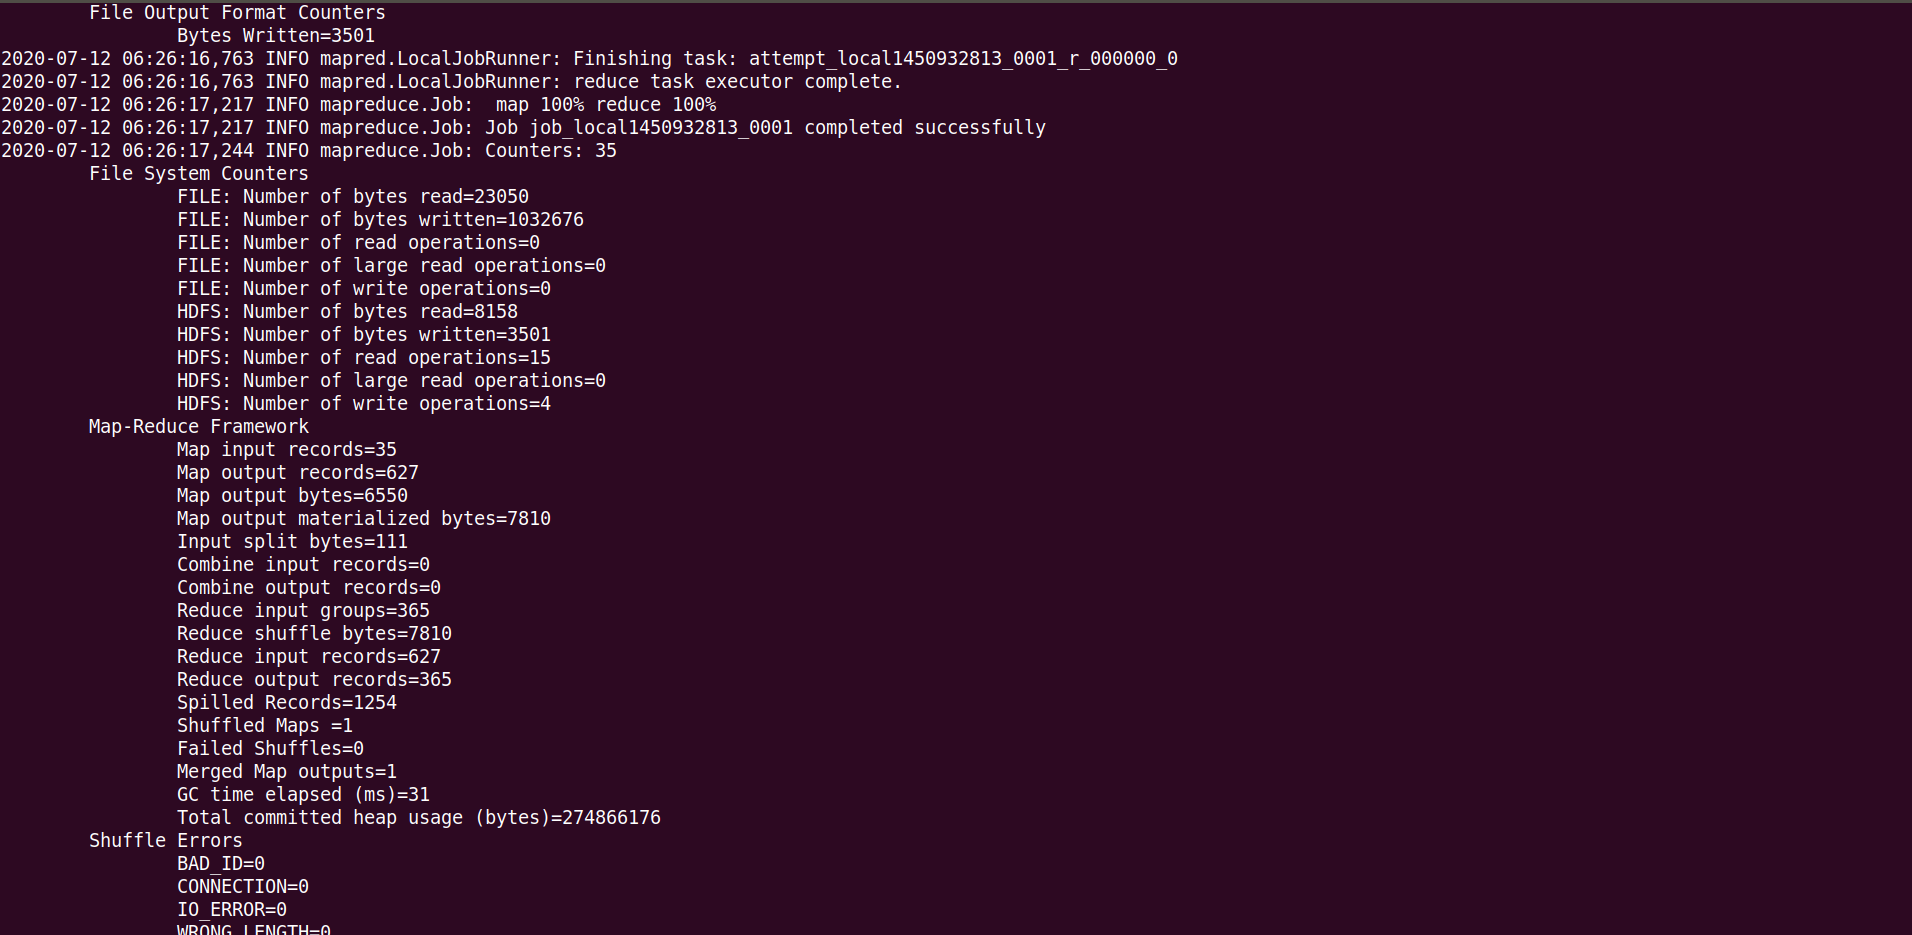 File Output Format Counters
Bytes Written=3501
2020-07-12 06:26:16,763 INFO mapred.LocalJobRunner: Finishing task: attempt_local1450932813_0001_r_000000_0
2020-07-12 06:26:16,763 INFO mapred.LocalJobRunner: reduce task executor complete.
2020-07-12 06:26:17,217 INFO mapreduce.Job:  map 100% reduce 100%
2020-07-12 06:26:17,217 INFO mapreduce.Job: Job job_local1450932813_0001 completed successfully
2020-07-12 06:26:17,244 INFO mapreduce.Job: Counters: 35
File System Counters
FILE: Number of bytes read=23050
FILE: Number of bytes written=1032676
FILE: Number of read operations=0
FILE: Number of large read operations=0
FILE: Number of write operations=0
HDFS: Number of bytes read=8158
HDFS: Number of bytes written=3501
HDFS: Number of read operations=15
HDFS: Number of large read operations=0
HDFS: Number of write operations=4
Map-Reduce Framework
Map input records=35
Map output records=627
Map output bytes=6550
Map output materialized bytes=7810
Input split bytes=111
Combine input records=0
Combine output records=0
Reduce input groups=365
Reduce shuffle bytes=7810
Reduce input records=627
Reduce output records=365
Spilled Records=1254
Shuffled Maps =1
Failed Shuffles=0
Merged Map outputs=1
GC time elapsed (ms)=31
Total committed heap usage (bytes)=274866176
Shuffle Errors
BAD_ID=0
CONNECTION=0
IO_ERROR=0
WRONG_LENGTH=0